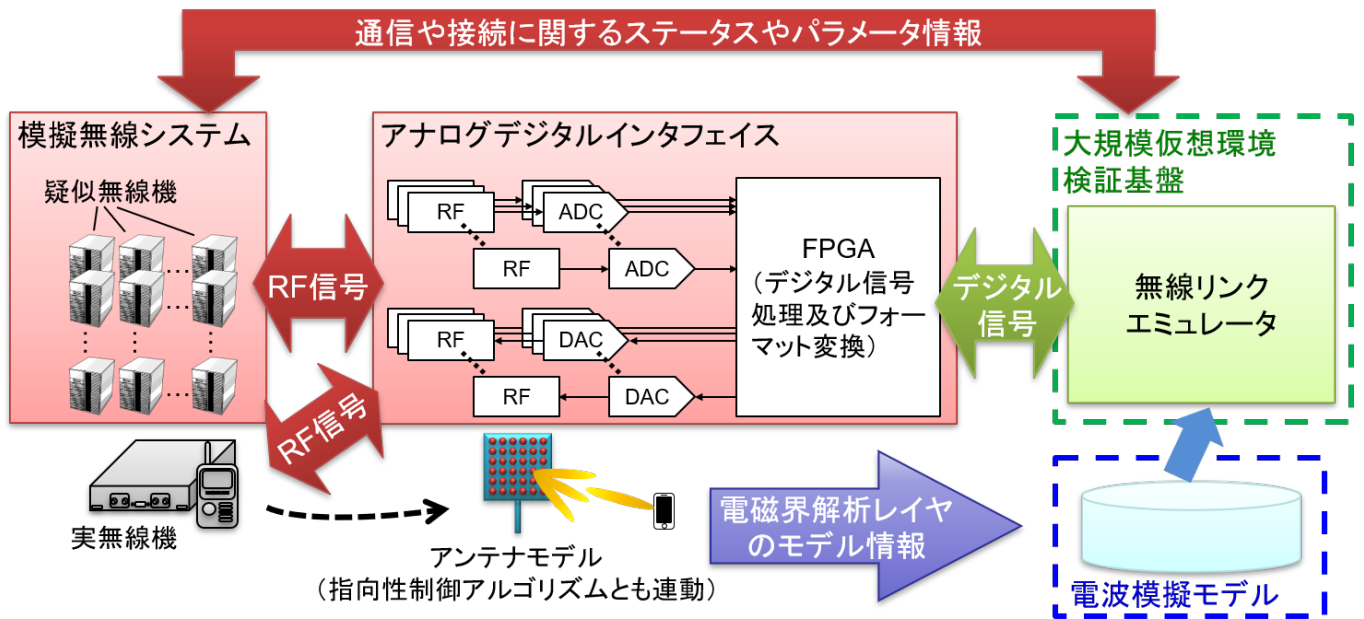 通信や接続に関するステータスやパラメータ情報
模擬無線システム
疑似無線機
RF信号
RF信号
実無線機
アナログデジタルインタフェイス
RF
ADC
RF
ADC
RF
DAC
RF
DAC
FPGA
（デジタル信号
処理及びフォー
マット変換）
デジタル
信号
大規模仮想環境
検証基盤
無線リンク
エミュレータ
アンテナモデル
（指向性制御アルゴリズムとも連動）
電磁界解析レイヤ
のモデル情報
電波模擬モデル